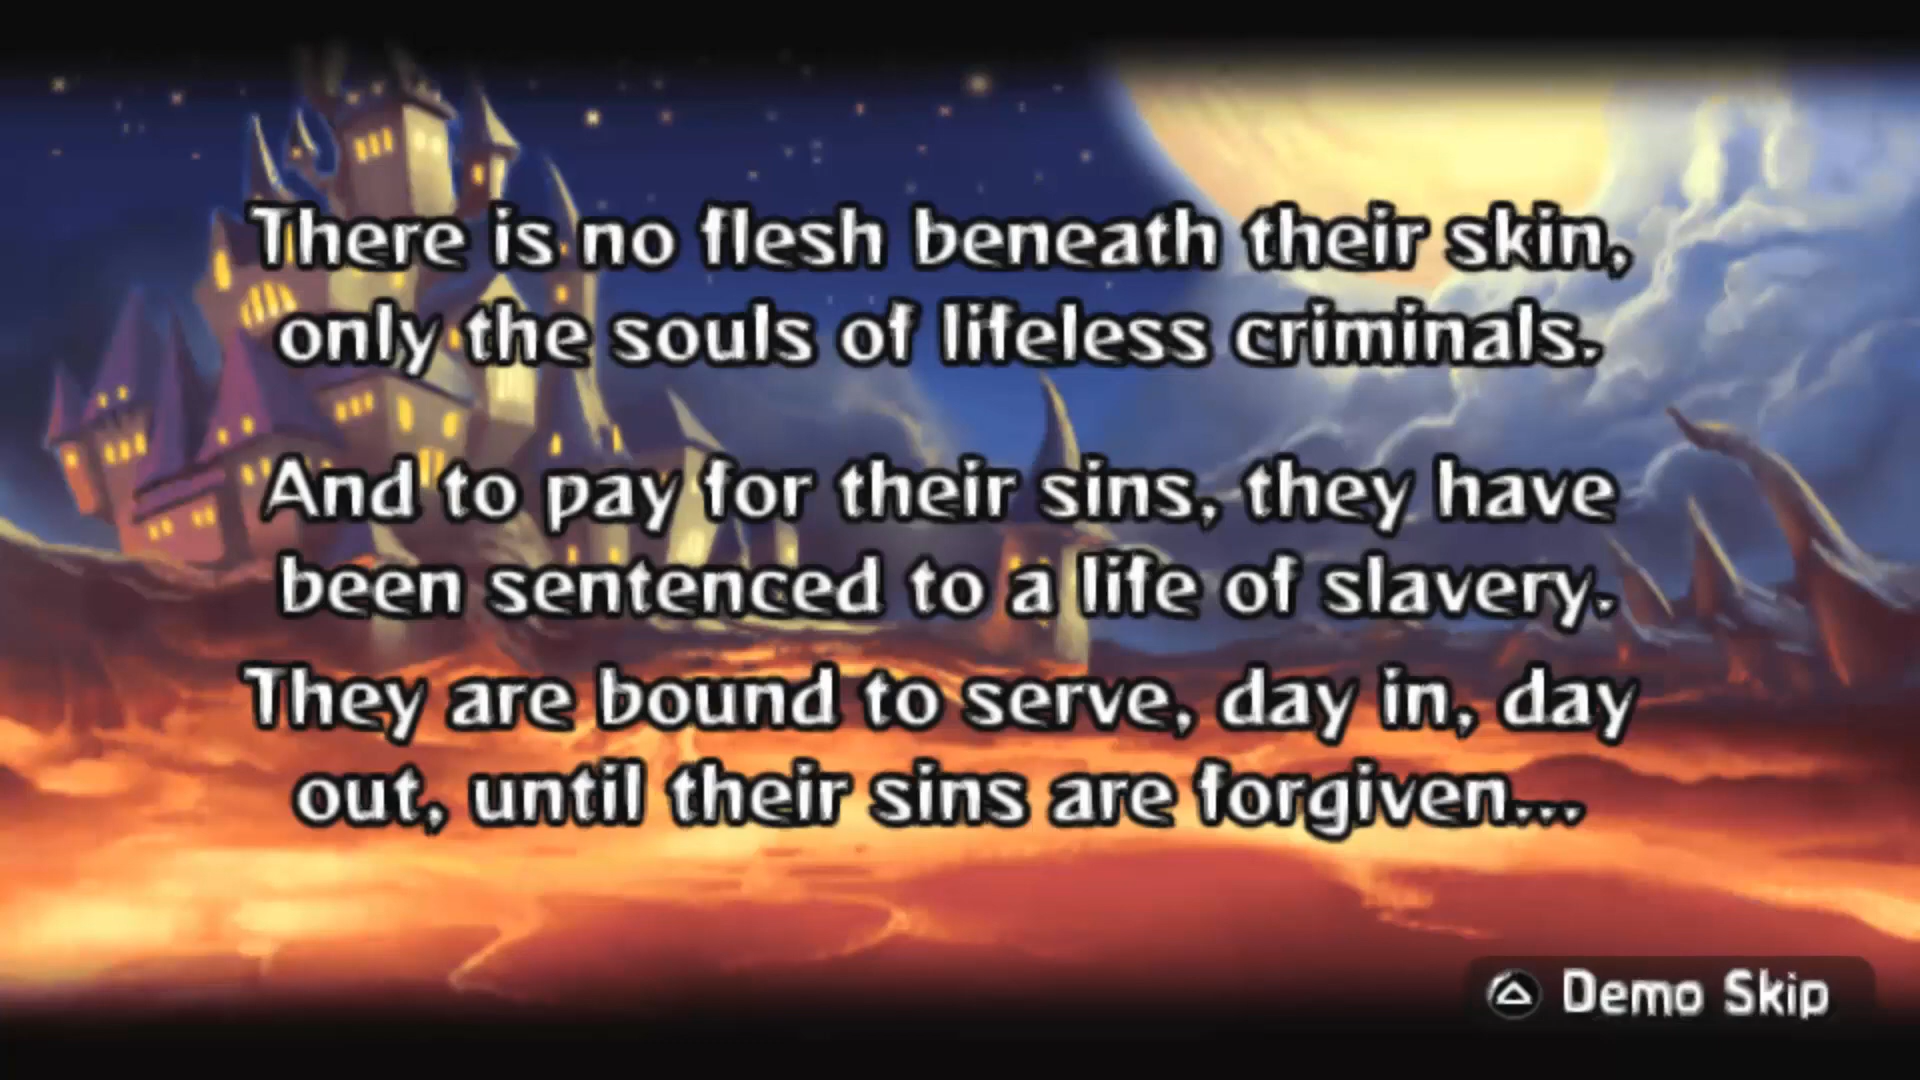 There is no flesh beneath their skin,
only the souls of lifeless criminals.
And to pay for their sins, they have
been sentenced to a life of slavery.
They are bound to serve, day in, day
out, until their sins are forgiven...
Demo Skip